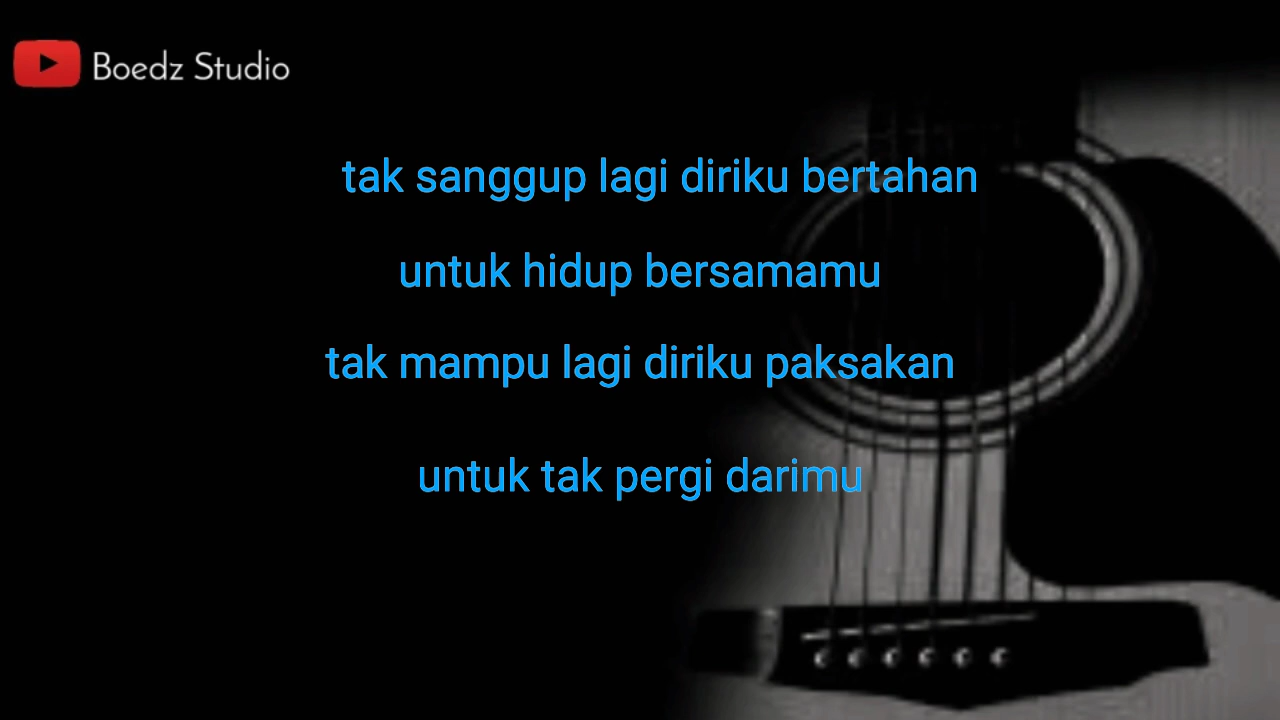 Boedz Studio
tak sanggup lagi diriku bertahan
untuk hidup bersamamu
tak mampu lagi diriku paksakan
untuk tak pergi darimu